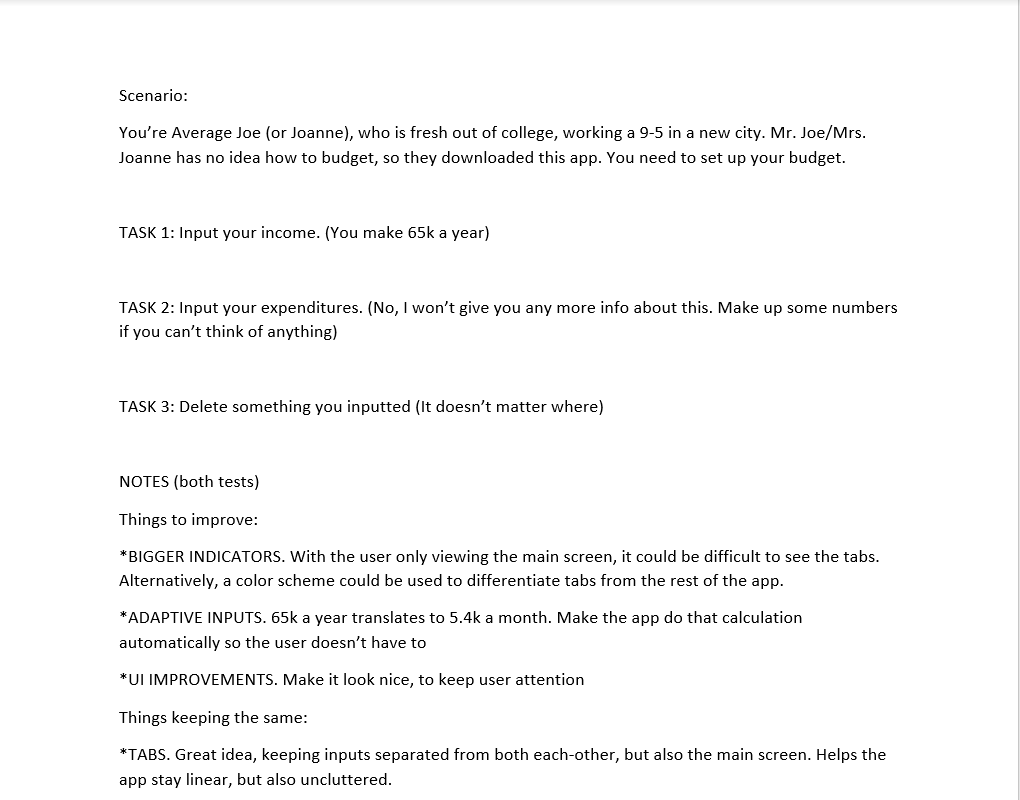 Scenario:
You’re Average Joe (or Joanne), who is fresh out of college, working a 9-5 in a new city. Mr. Joe/Mrs.
Joanne has no idea how to budget, so they downloaded this app. You need to set up your budget.
TASK 1: Input your income. (You make 65k a year)
TASK 2: Input your expenditures. (No, I won’t give you any more info about this. Make up some numbers
if you can’t think of anything)
TASK 3: Delete something you inputted (It doesn’t matter where)
NOTES (both tests)
Things to improve:
*BIGGER INDICATORS. With the user only viewing the main screen, it could be difficult to see the tabs.
Alternatively, a color scheme could be used to differentiate tabs from the rest of the app.
*ADAPTIVE INPUTS. 65k a year translates to 5.4k a month. Make the app do that calculation
automatically so the user doesn’t have to
*UI IMPROVEMENTS. Make it look nice, to keep user attention
Things keeping the same:
*TABS. Great idea, keeping inputs separated from both each-other, but also the main screen. Helps the
app stay linear, but also uncluttered.